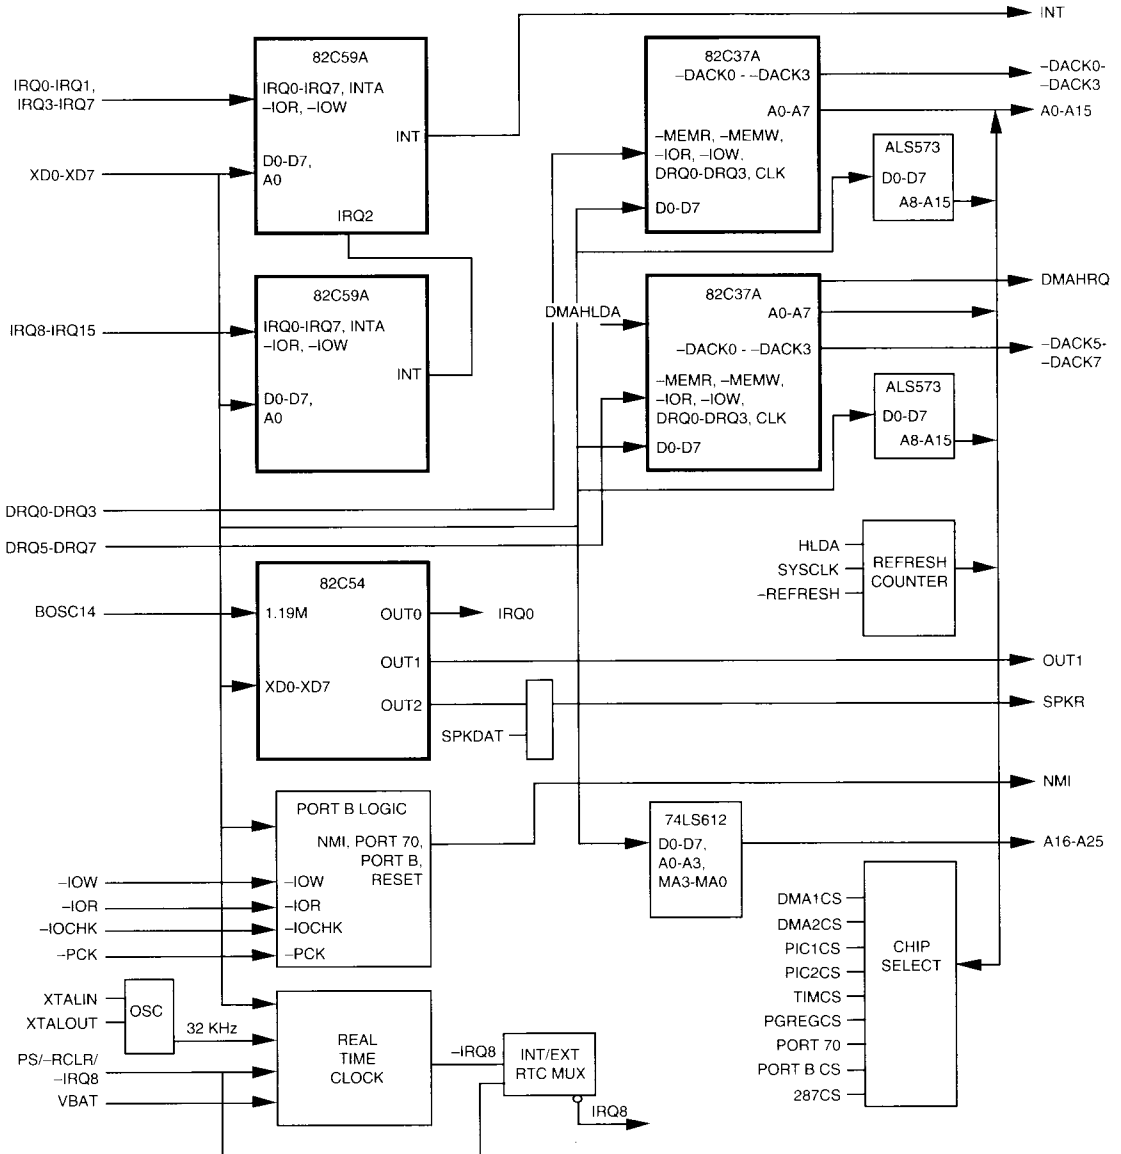 INT
82C59A
IRQ0-IRQ1,
IRQ3-IRQ7
IRQ0-IRQ7, INTA
–IOR, –IOW
INT
XD0-XD7
D0-D7,
A0
IRQ2
82C59A
IRQ8-IRQ15
IRQ0-IRQ7, INTA
–IOR, –IOW
INT
D0-D7,
A0
82C37A
–DACK0 - –DACK3
–DACK0-
–DACK3
A0-A7
A0-A15
–MEMR, –MEMW,
–IOR, –IOW,
DRQ0-DRQ3, CLK
D0-D7
ALS573
D0-D7
A8-A15
82C37A
DMAHLDA
A0-A7
DMAHRQ
–DACK0 - –DACK3
–DACK5-
–DACK7
–MEMR, –MEMW,
–IOR, –IOW,
DRQ0-DRQ3, CLK
D0-D7
ALS573
D0-D7
A8-A15
DRQ0-DRQ3
DRQ5-DRQ7
HLDA
SYSCLK
–REFRESH
REFRESH
COUNTER
82C54
BOSC14
1.19M
OUT0
IRQ0
OUT1
OUT1
XD0-XD7
OUT2
SPKDAT
SPKR
PORT B LOGIC
NMI, PORT 70,
PORT B,
RESET
NMI
–IOW
–IOW
–IOR
–IOR
–IOCHK
–IOCHK
–PCK
–PCK
74LS612
D0-D7,
A0-A3,
MA3-MA0
A16-A25
DMA1CS
DMA2CS
PIC1CS
PIC2CS
TIMCS
PGREGCS
PORT 70
PORT B CS
287CS
CHIP
SELECT
XTALIN
XTALOUT
OSC
32 KHz
PS/–RCLR/
–IRQ8
VBAT
REAL
TIME
CLOCK
–IRQ8
INT/EXT
RTC MUX
IRQ8